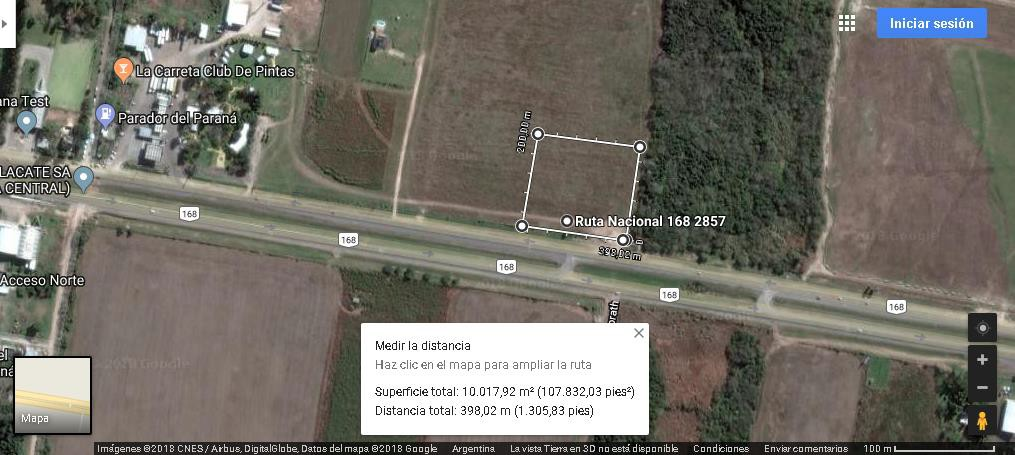 Iniciar sesión
La Carreta Club De Pintas
ana Test
Parador del Paraná
LACATE SA
CENTRAL)
200,00 m
Ruta Nacional 168 2857
398,02 m
168
168
168
168
168
Acceso Norte
Medir la distancia
Haz clic en el mapa para ampliar la ruta
Superficie total: 10.017,92 m² (107.832,03 pies²)
Distancia total: 398,02 m (1.305,83 pies)
Mapa
Imágenes ©2018 CNES / Airbus, DigitalGlobe, Datos del mapa ©2018 Google Argentina La vista Tierra en 3D no está disponible Condiciones Enviar comentarios 100 m